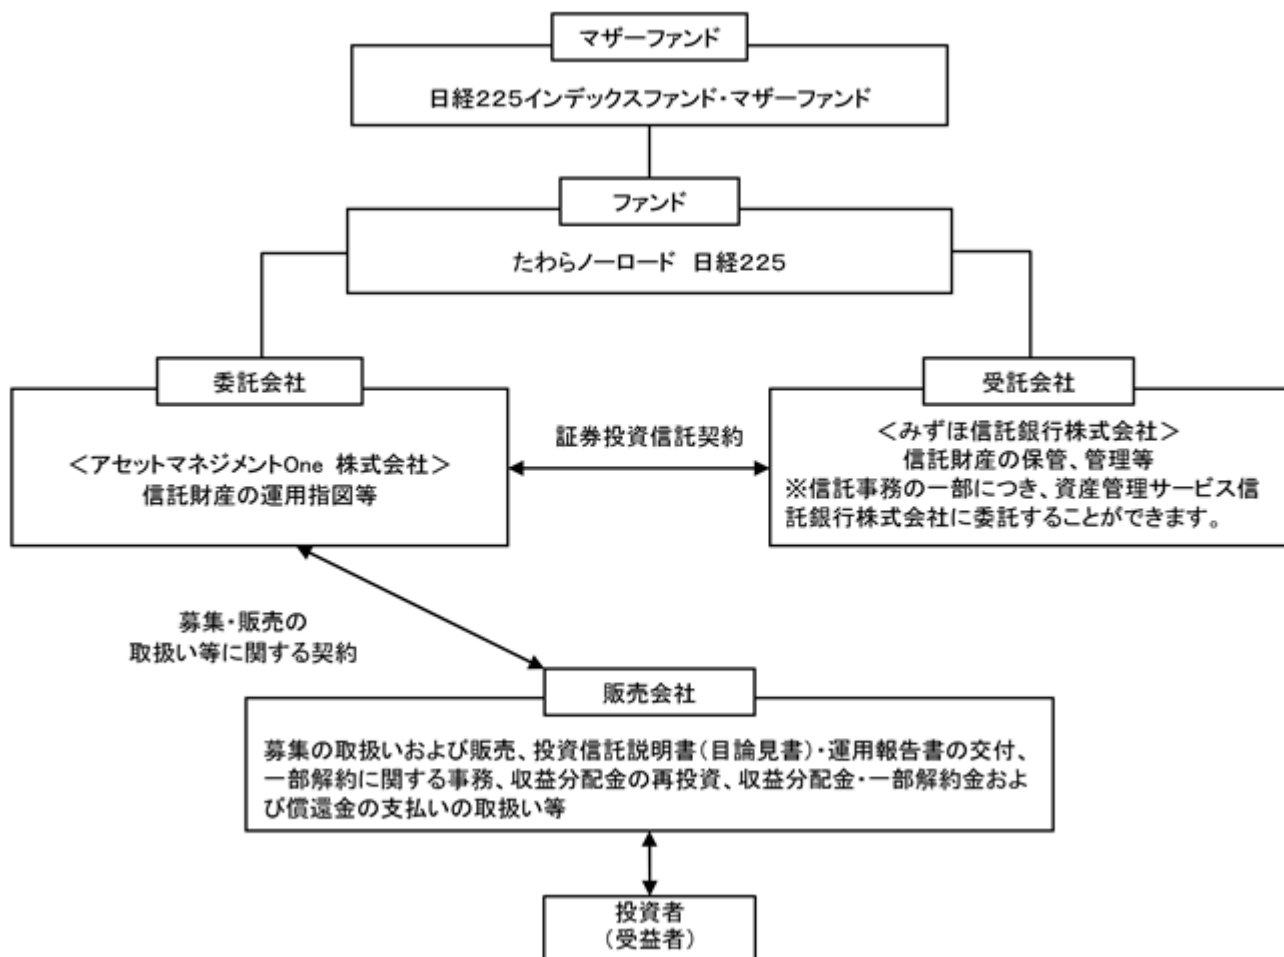 マザーファンド
日経225インデックスファンド・マザーファンド
ファンド
たわらノーロード 日経225
委託会社
<アセットマネジメントOne 株式会社>
信託財産の運用指図等
証券投資信託契約
受託会社
<みずほ信託銀行株式会社>
信託財産の保管、管理等
※信託事務の一部につき、資産管理サービス信
託銀行株式会社に委託することができます。
募集・販売の
取扱い等に関する契約
販売会社
募集の取扱いおよび販売、投資信託説明書(目論見書)・運用報告書の交付、
一部解約に関する事務、収益分配金の再投資、収益分配金・一部解約金およ
び償還金の支払いの取扱い等
投資者
(受益者)